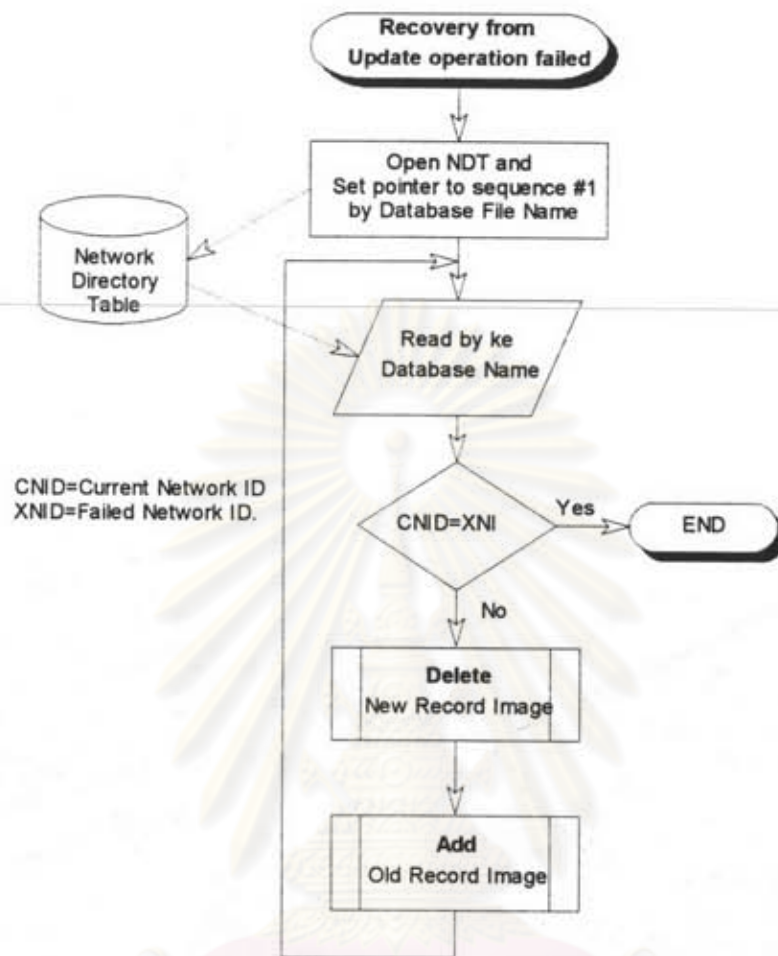 Recovery from
Update operation failed
Open NDT and
Set pointer to sequence #1
by Database File Name
Network
Directory
Table
Read by ke
Database Name
CNID=Current Network ID
XNID=Failed Network ID.
CNID=XNI
Yes
END
No
Delete
New Record Image
Add
Old Record Image